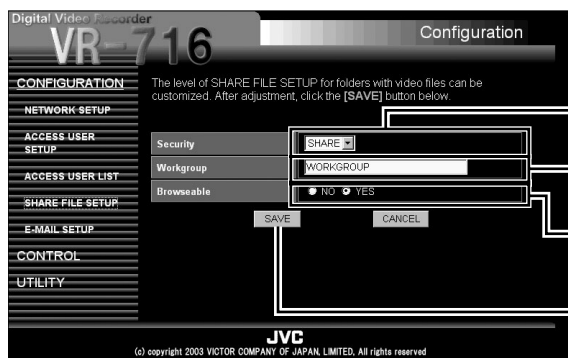 Digital Video Recorder
VR-716
Configuration
CONFIGURATION
NETWORK SETUP
ACCESS USER
SETUP
ACCESS USER LIST
SHARE FILE SETUP
E-MAIL SETUP
CONTROL
UTILITY
The level of SHARE FILE SETUP for folders with video files can be
customized. After adjustment, click the [SAVE] button below.
Security SHARE
Workgroup WORKGROUP
Browseable NO YES
SAVE CANCEL
JVC
(c) copyright 2003 VICTOR COMPANY OF JAPAN, LIMITED, All rights reserved